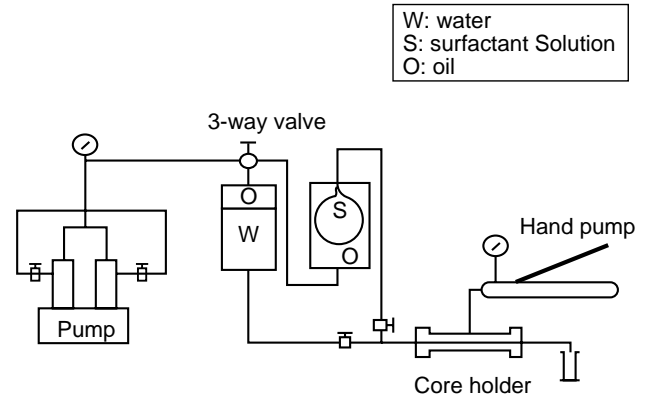 W: water
S: surfactant Solution
O: oil
3-way valve
O
W
S
O
Hand pump
Pump
Core holder